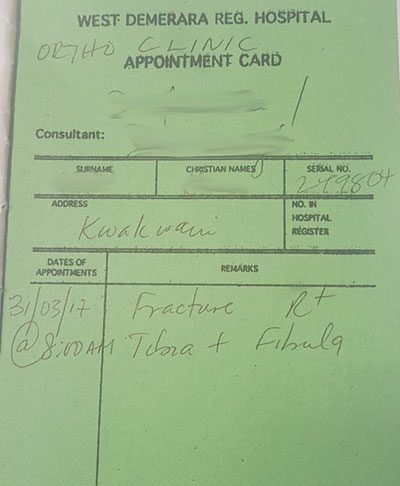 WEST DEMERARA REG. HOSPITAL
ORTHO CLINIC
APPOINTMENT CARD
Consultant:
SURNAME CHRISTIAN NAMES SERIAL NO.
ADDRESS NO. IN
Kwakwani HOSPITAL
REGISTER
DATES OF
APPOINTMENTS REMARKS
31/03/17 Fracture Rt
@ 8:00AM Tibia + Fibula